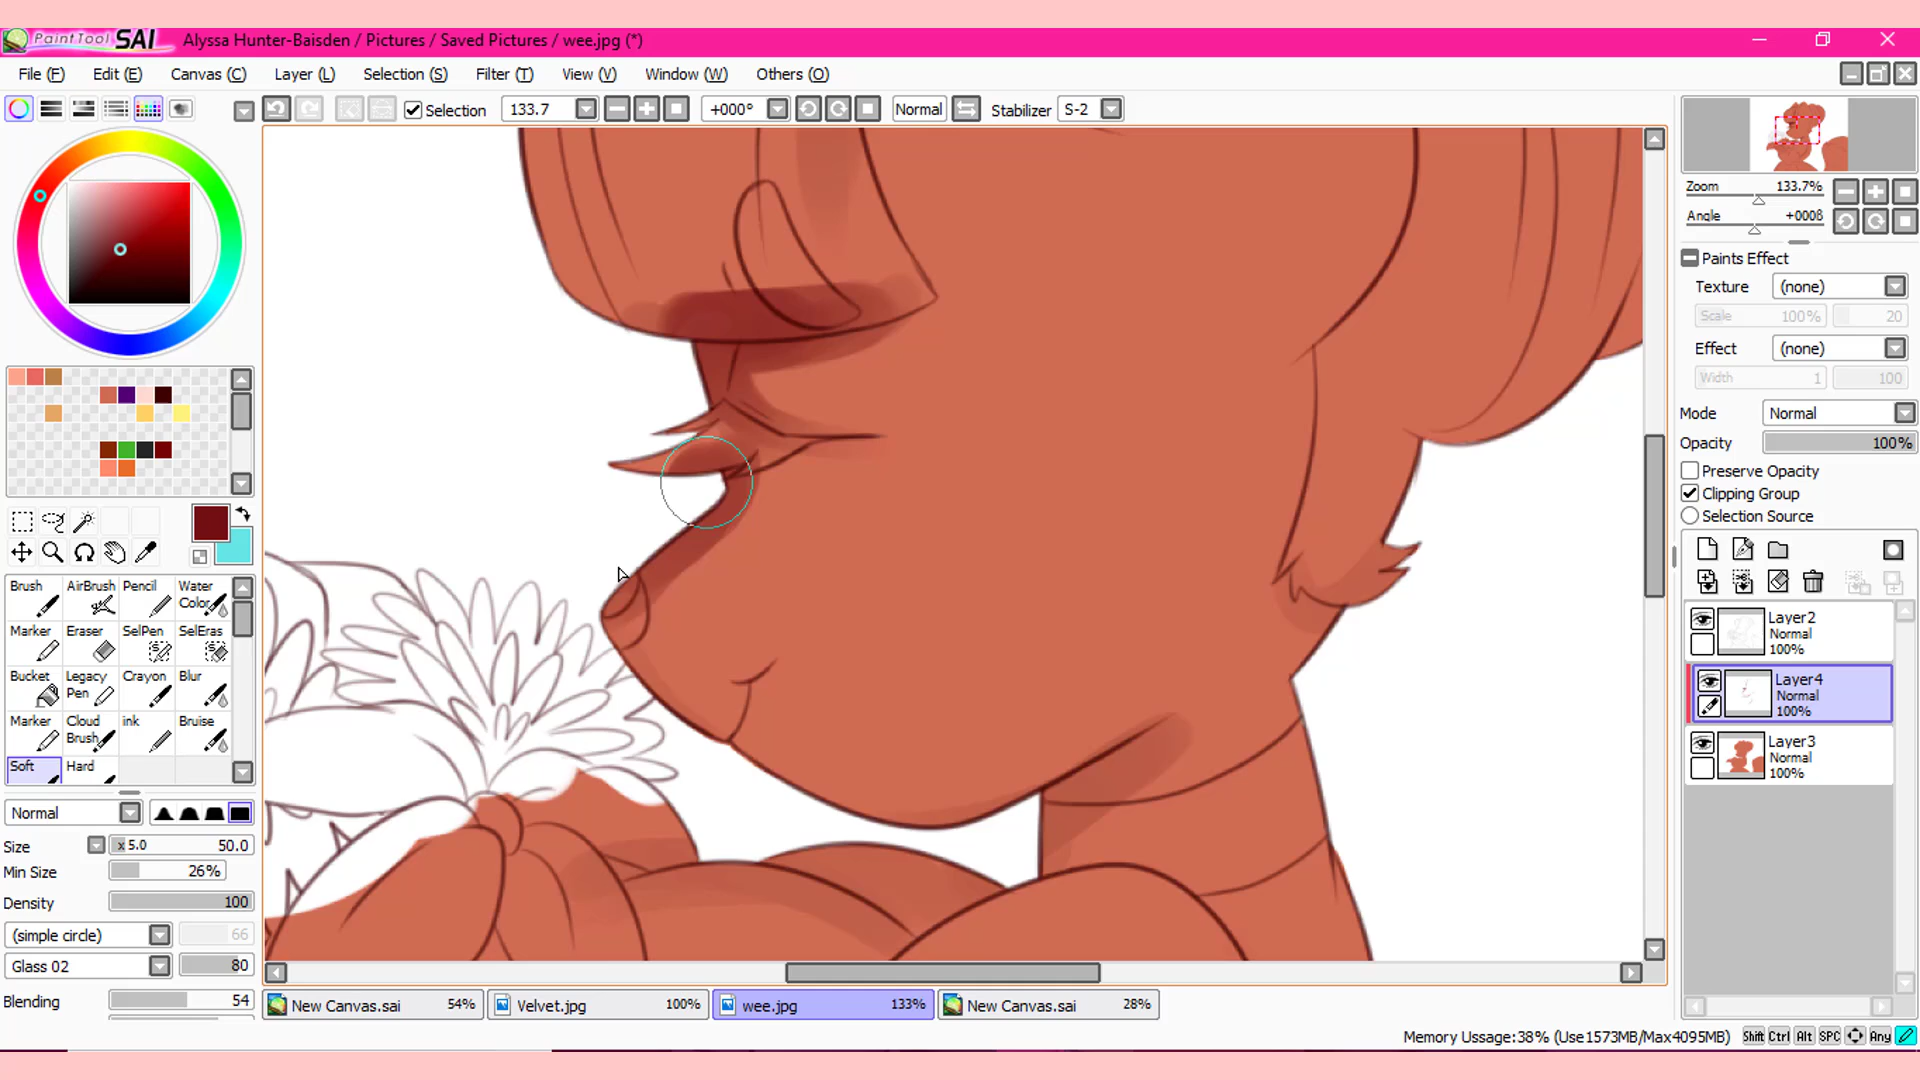 PaintTool SAI Alyssa Hunter-Baisden / Pictures / Saved Pictures / wee.jpg (*)
File (F) Edit (E) Canvas (C) Layer (L) Selection (S) Filter (T) View (V) Window (W) Others (O)
Selection 133.7 +000° Normal Stabilizer S-2
Zoom 133.7%
Angle +000ß
Paints Effect
Texture (none)
Scale 100% 20
Effect (none)
Width 1 100
Mode Normal
Opacity 100%
Preserve Opacity
Clipping Group
Selection Source
Layer2
Normal
100%
Layer4
Normal
100%
Layer3
Normal
100%
Brush AirBrush Pencil Water Color
Marker Eraser SelPen SelEras
Bucket Legacy Pen Crayon Blur
Marker Cloud Brush ink Bruise
Soft Hard
Normal
Size x 5.0 50.0
Min Size 26%
Density 100
(simple circle) 66
Glass 02 80
Blending 54
New Canvas.sai 54% Velvet.jpg 100% wee.jpg 133% New Canvas.sai 28%
Memory Ussage:38% (Use1573MB/Max4095MB) Shift Ctrl Alt SPC Any